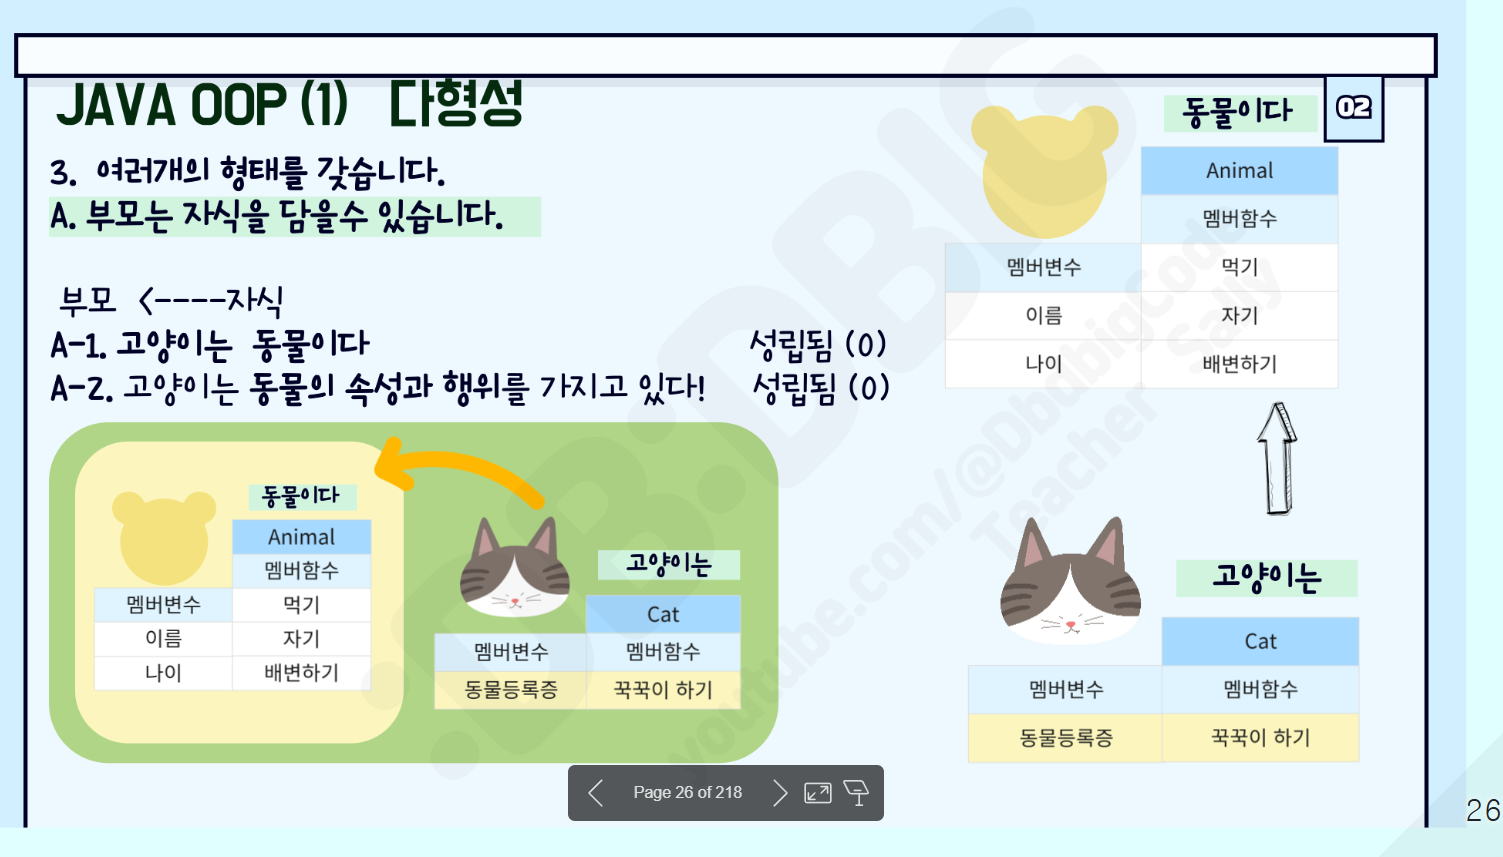 JAVA OOP (1) 다형성
02
3. 여러개의 형태를 갖습니다.
A. 부모는 자식을 담을수 있습니다.
부모 <----자식
A-1. 고양이는 동물이다 성립됨 (O)
A-2. 고양이는 동물의 속성과 행위를 가지고 있다! 성립됨 (O)
동물이다
Animal
멤버함수
멤버변수 먹기
이름 자기
나이 배변하기
고양이는
Cat
멤버변수 멤버함수
동물등록증 꾹꾹이 하기
동물이다
Animal
멤버함수
멤버변수 먹기
이름 자기
나이 배변하기
고양이는
Cat
멤버변수 멤버함수
동물등록증 꾹꾹이 하기
:DB:DBIG
youtube.com/@DbdbigCode
Teacher Sally
Page 26 of 218
26